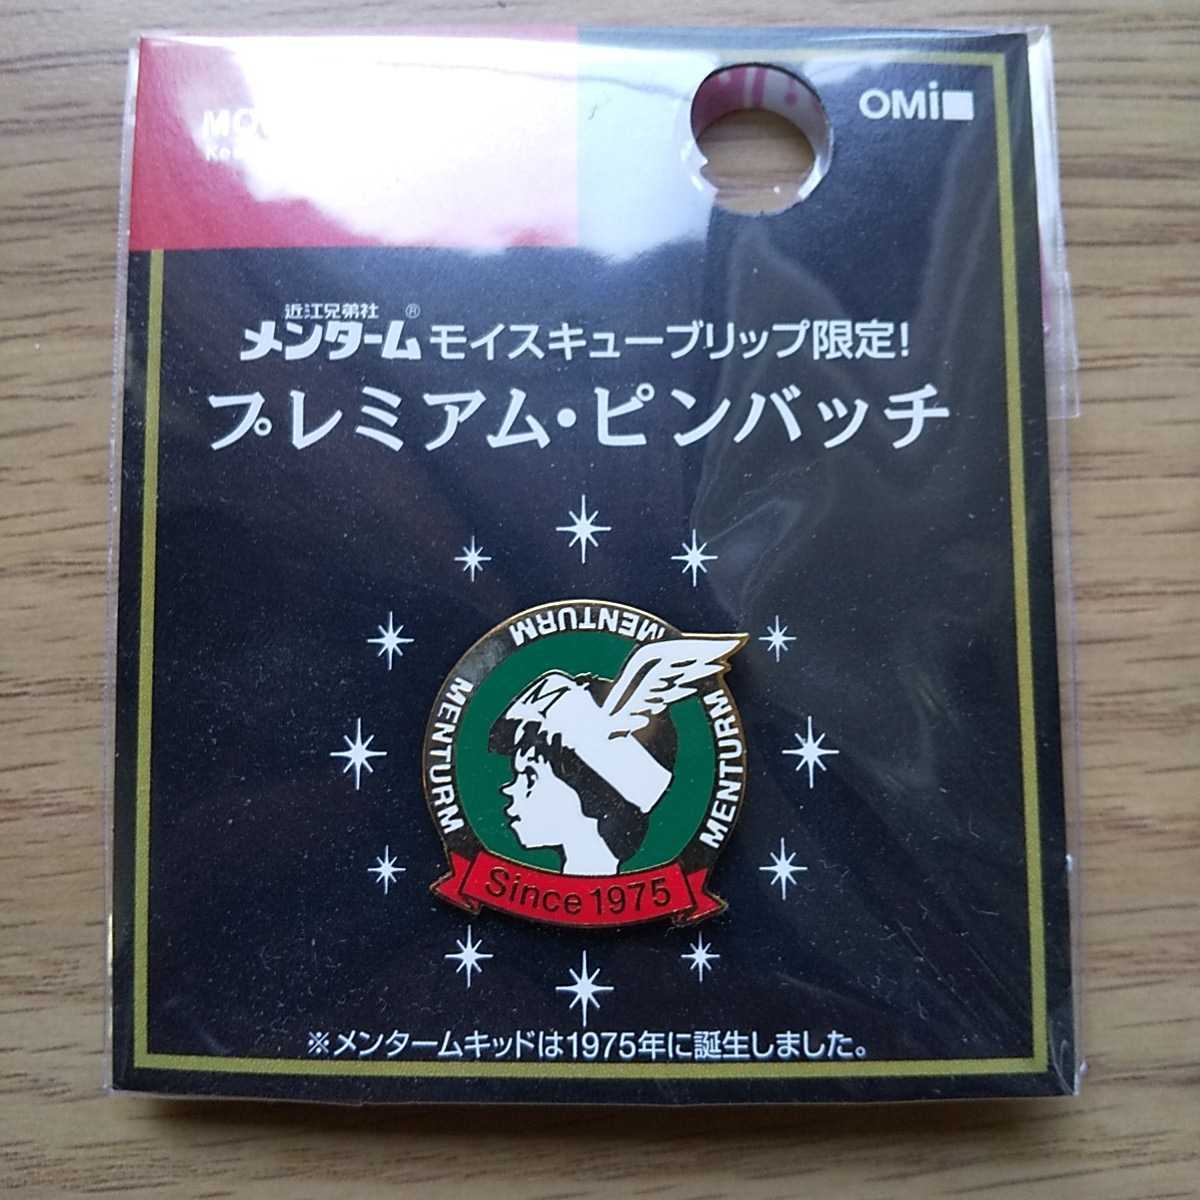 OMi
近江兄弟社
メンターム® モイスキューブリップ限定!
プレミアム・ピンバッチ
MENTURM
MENTURM
MENTURM
Since 1975
※メンタームキッドは1975年に誕生しました。